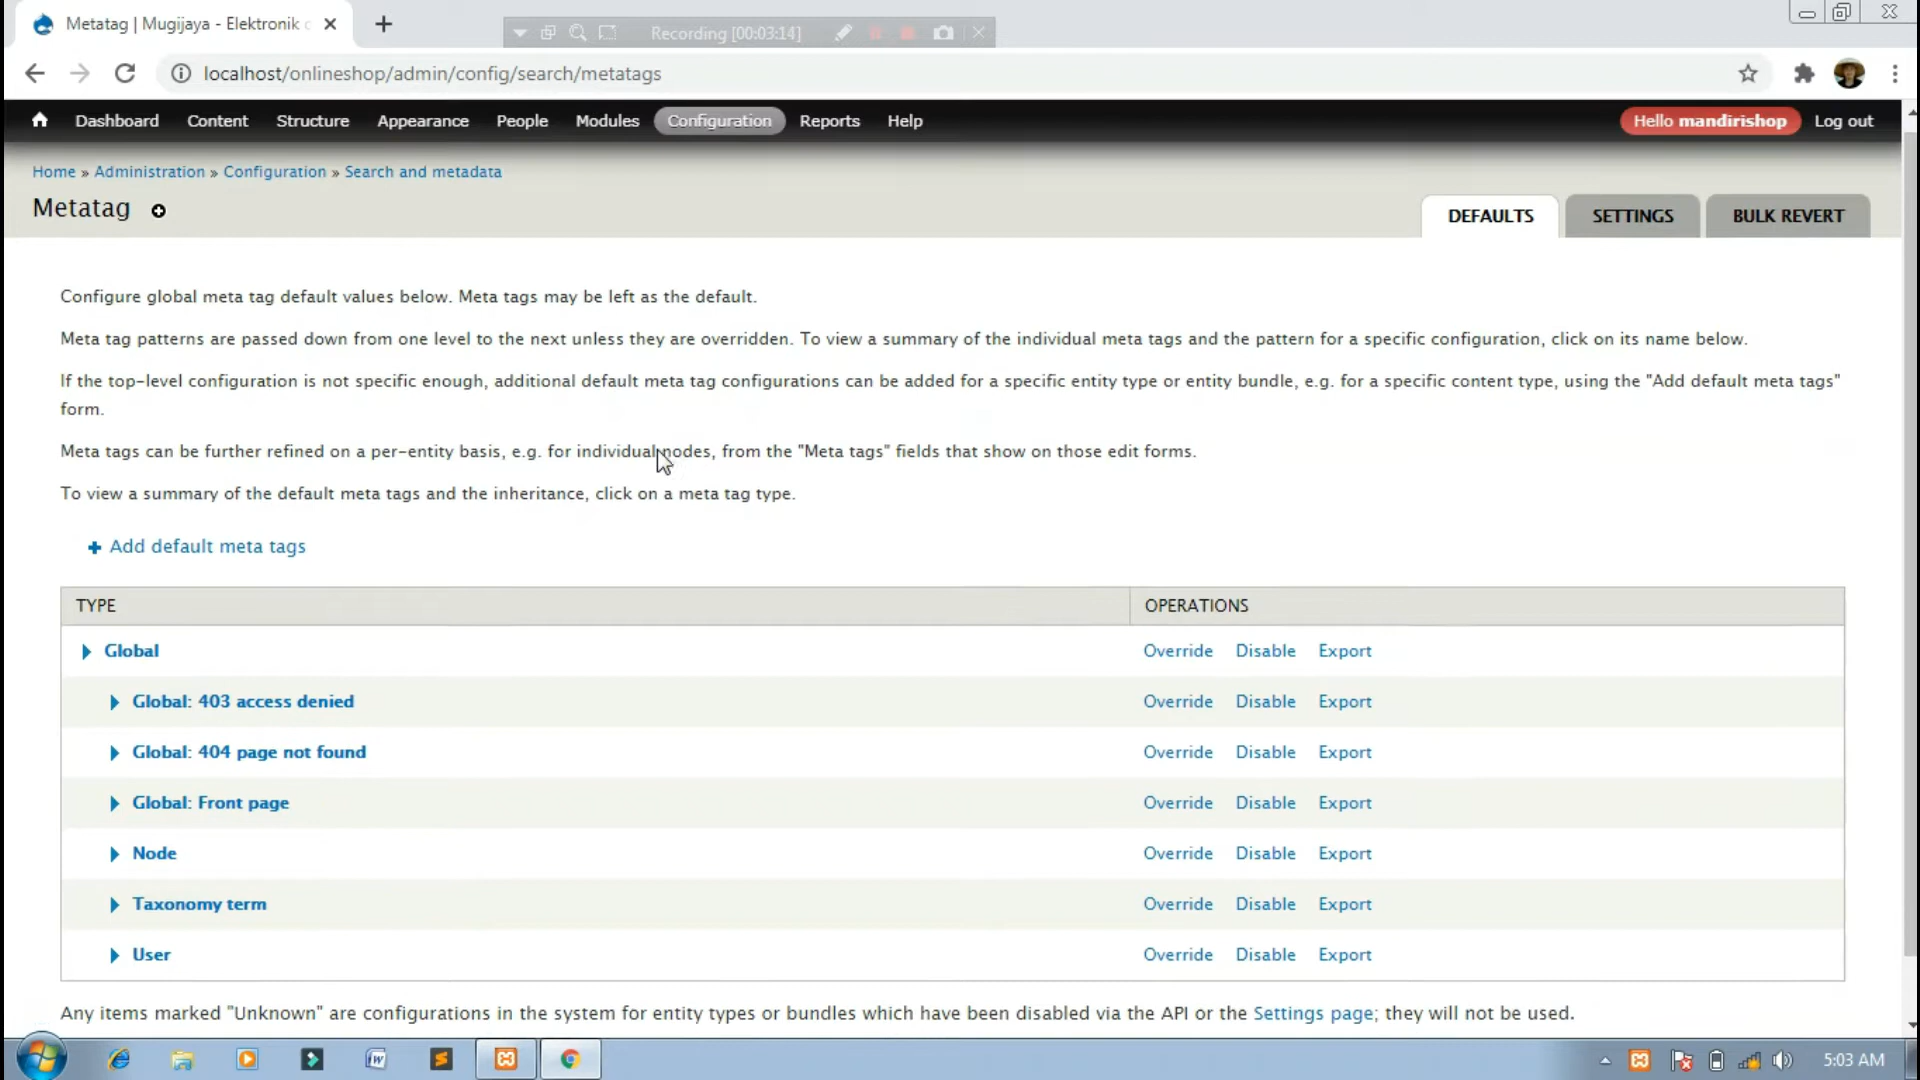 Metatag | Mugijaya - Elektronik
Recording [00:03:14]
localhost/onlineshop/admin/config/search/metatags
Dashboard Content Structure Appearance People Modules Configuration Reports Help Hello mandirishop Log out
Home » Administration » Configuration » Search and metadata
Metatag
DEFAULTS SETTINGS BULK REVERT
Configure global meta tag default values below. Meta tags may be left as the default.
Meta tag patterns are passed down from one level to the next unless they are overridden. To view a summary of the individual meta tags and the pattern for a specific configuration, click on its name below.
If the top-level configuration is not specific enough, additional default meta tag configurations can be added for a specific entity type or entity bundle, e.g. for a specific content type, using the "Add default meta tags"
form.
Meta tags can be further refined on a per-entity basis, e.g. for individual nodes, from the "Meta tags" fields that show on those edit forms.
To view a summary of the default meta tags and the inheritance, click on a meta tag type.
Add default meta tags
TYPE OPERATIONS
Global Override Disable Export
Global: 403 access denied Override Disable Export
Global: 404 page not found Override Disable Export
Global: Front page Override Disable Export
Node Override Disable Export
Taxonomy term Override Disable Export
User Override Disable Export
Any items marked "Unknown" are configurations in the system for entity types or bundles which have been disabled via the API or the Settings page; they will not be used.
5:03 AM